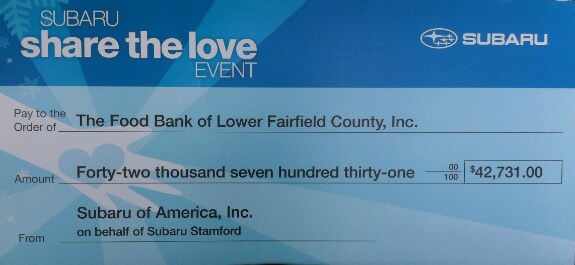 SUBARU
share the love
EVENT
SUBARU
Pay to the
Order of
The Food Bank of Lower Fairfield County, Inc.
Amount
Forty-two thousand seven hundred thirty-one 00/100 $42,731.00
Subaru of America, Inc.
From
on behalf of Subaru Stamford